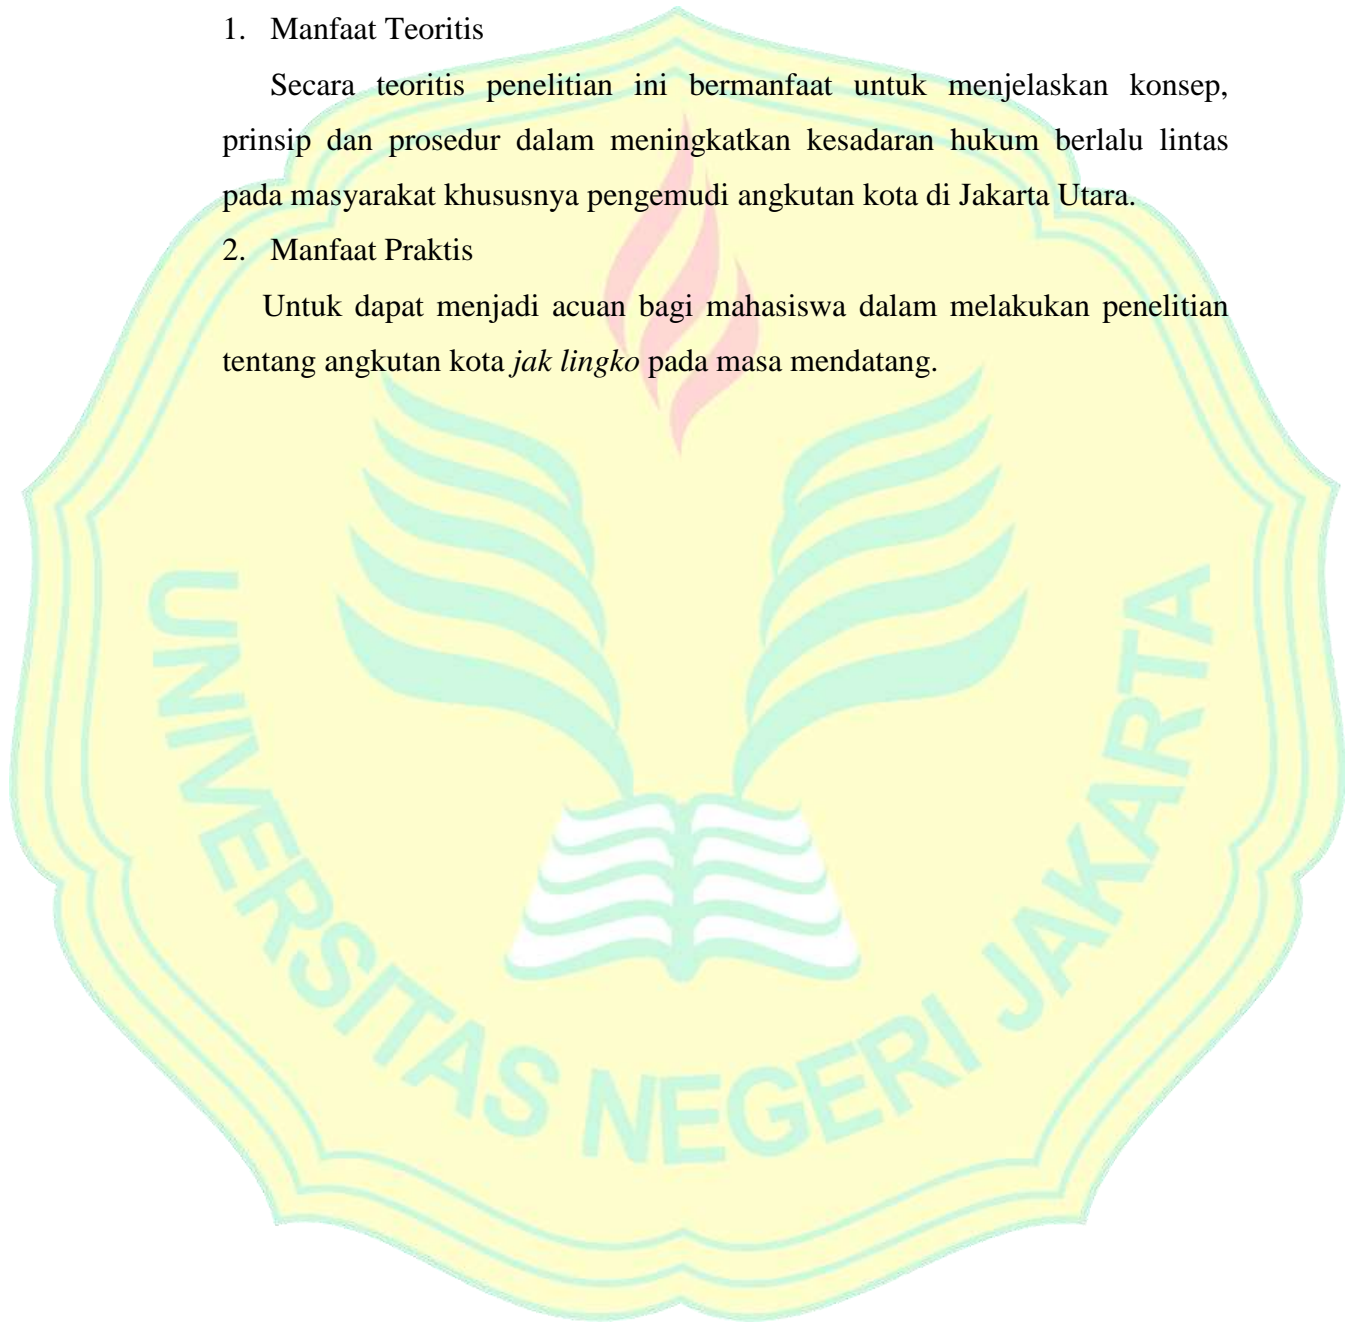 1. Manfaat Teoritis
Secara teoritis penelitian ini bermanfaat untuk menjelaskan konsep,
prinsip dan prosedur dalam meningkatkan kesadaran hukum berlalu lintas
pada masyarakat khususnya pengemudi angkutan kota di Jakarta Utara.
2. Manfaat Praktis
Untuk dapat menjadi acuan bagi mahasiswa dalam melakukan penelitian
tentang angkutan kota jak lingko pada masa mendatang.
UNIVERSITAS NEGERI JAKARTA